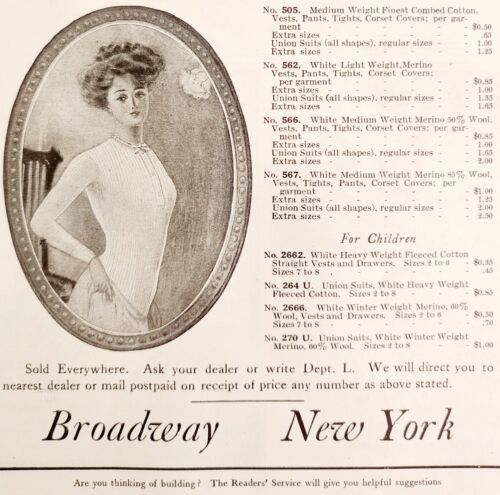 No. 505. Medium Weight Finest Combed Cotton,
Vests, Pants, Tights, Corset Covers; per gar-
ment - - - - - $0.50
Extra sizes - - - - .65
Union Suits (all shapes), regular sizes - 1.00
Extra sizes - - - - 1.25
No. 562. White Light Weight Merino
Vests, Pants, Tights, Corset Covers;
per garment - - - - $0.85
Extra sizes - - - - 1.00
Union Suits (all shapes), regular sizes - 1.35
Extra sizes - - - - 1.65
No. 566. White Medium Weight Merino 50% Wool,
Vests, Pants, Tights, Corset Covers; per gar-
ment - - - - - $0.85
Extra sizes - - - - 1.00
Union Suits (all shapes), regular sizes - 1.65
Extra sizes - - - - 2.00
No. 567. White Medium Weight Merino 85% Wool,
Vests, Tights, Pants, Corset Covers; per
garment - - - - $1.00
Extra sizes - - - - 1.25
Union Suits (all shapes), regular sizes - 2.00
Extra sizes - - - - 2.50
For Children
No. 2662. White Heavy Weight Fleeced Cotton
Straight Vests and Drawers. Sizes 2 to 6 - $0.35
Sizes 7 to 8 - - - - .45
No. 264 U. Union Suits, White Heavy Weight
Fleeced Cotton. Sizes 2 to 8 - - $0.85
No. 2666. White Winter Weight Merino, 60%
Wool, Vests and Drawers. Sizes 2 to 6 - $0.50
Sizes 7 to 8 - - - - .70
No. 270 U. Union Suits, White Winter Weight
Merino, 60% Wool. Sizes 2 to 8 - - $1.00
Sold Everywhere. Ask your dealer or write Dept. L. We will direct you to
nearest dealer or mail postpaid on receipt of price any number as above stated.
Broadway New York
Are you thinking of building? The Readers' Service will give you helpful suggestions